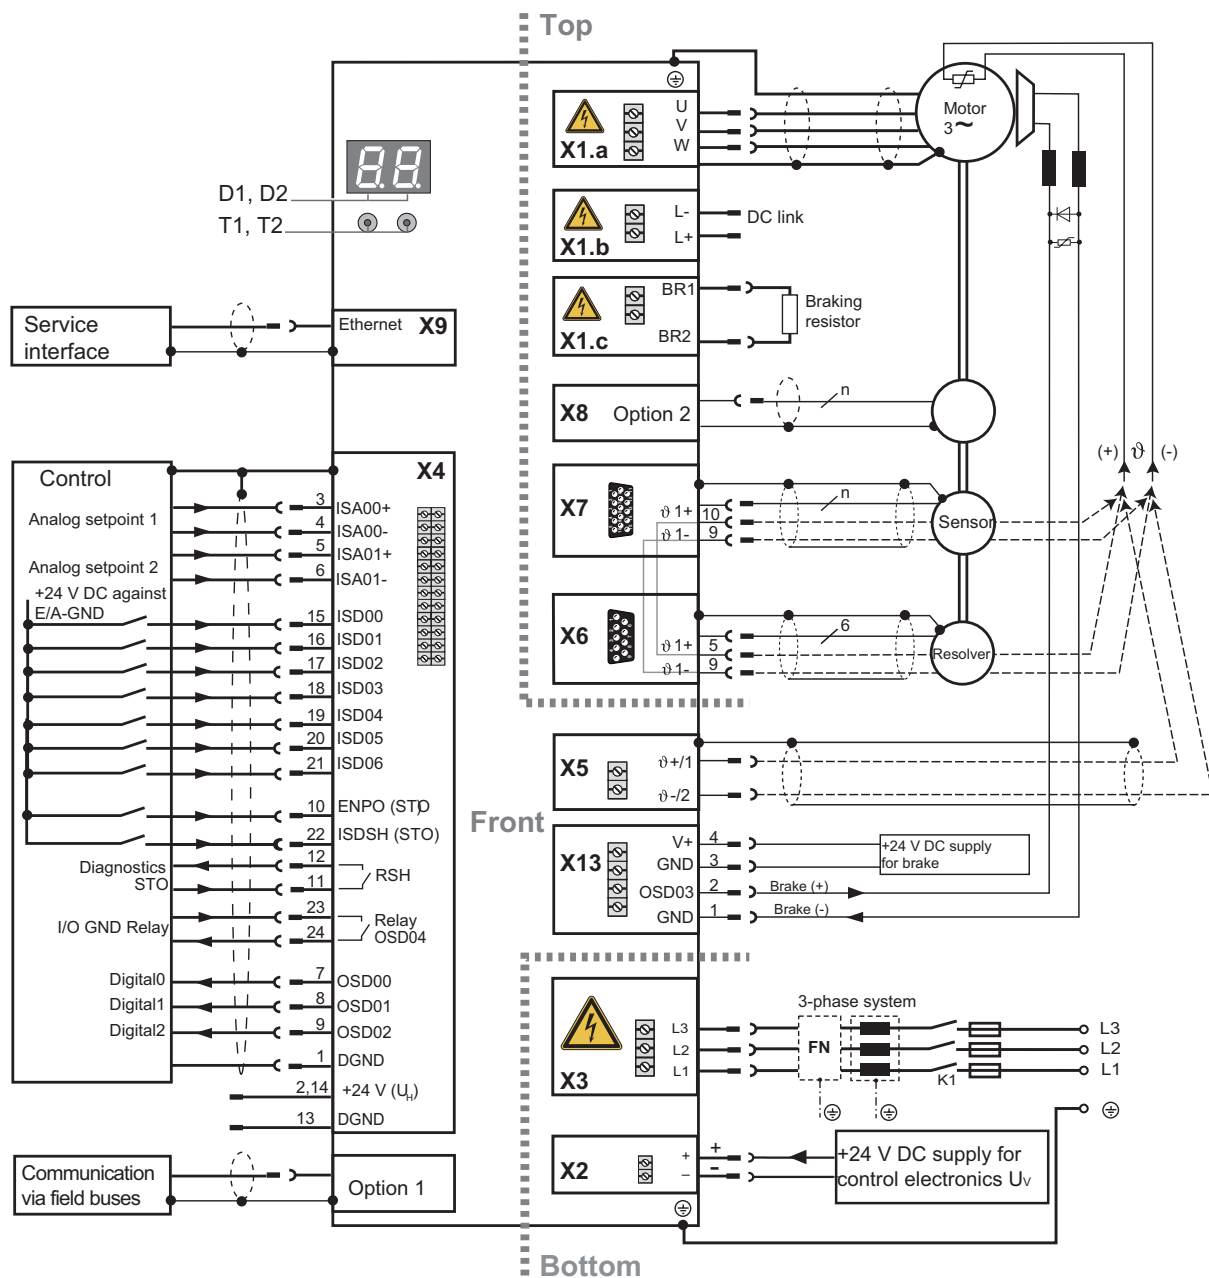 Top
D1, D2
T1, T2
U
V
W
X1.a
Motor
3~
L-
L+
X1.b
DC link
BR1
BR2
X1.c
Braking
resistor
Service
interface
Ethernet X9
X8 Option 2
n
X7
ϑ 1+
ϑ 1-
10
9
n
Sensor
(+) ϑ (-)
X6
ϑ 1+
ϑ 1-
5
9
6
Resolver
Control
X4
Analog setpoint 1
3 ISA00+
4 ISA00-
Analog setpoint 2
5 ISA01+
6 ISA01-
+24 V DC against
E/A-GND
15 ISD00
16 ISD01
17 ISD02
18 ISD03
19 ISD04
20 ISD05
21 ISD06
10 ENPO (STO)
22 ISDSH (STO)
Diagnostics
STO
12
11
RSH
I/O GND Relay
23
24
Relay
OSD04
Digital0
7 OSD00
Digital1
8 OSD01
Digital2
9 OSD02
1 DGND
2,14 +24 V (UH)
13 DGND
Communication
via field buses
Option 1
Front
X5
ϑ+/1
ϑ-/2
X13
V+ 4
GND 3
OSD03 2
GND 1
+24 V DC supply
for brake
Brake (+)
Brake (-)
X3
L3
L2
L1
3-phase system
FN
K1
L3
L2
L1
X2
+
–
+
-
+24 V DC supply for
control electronics UV
Bottom